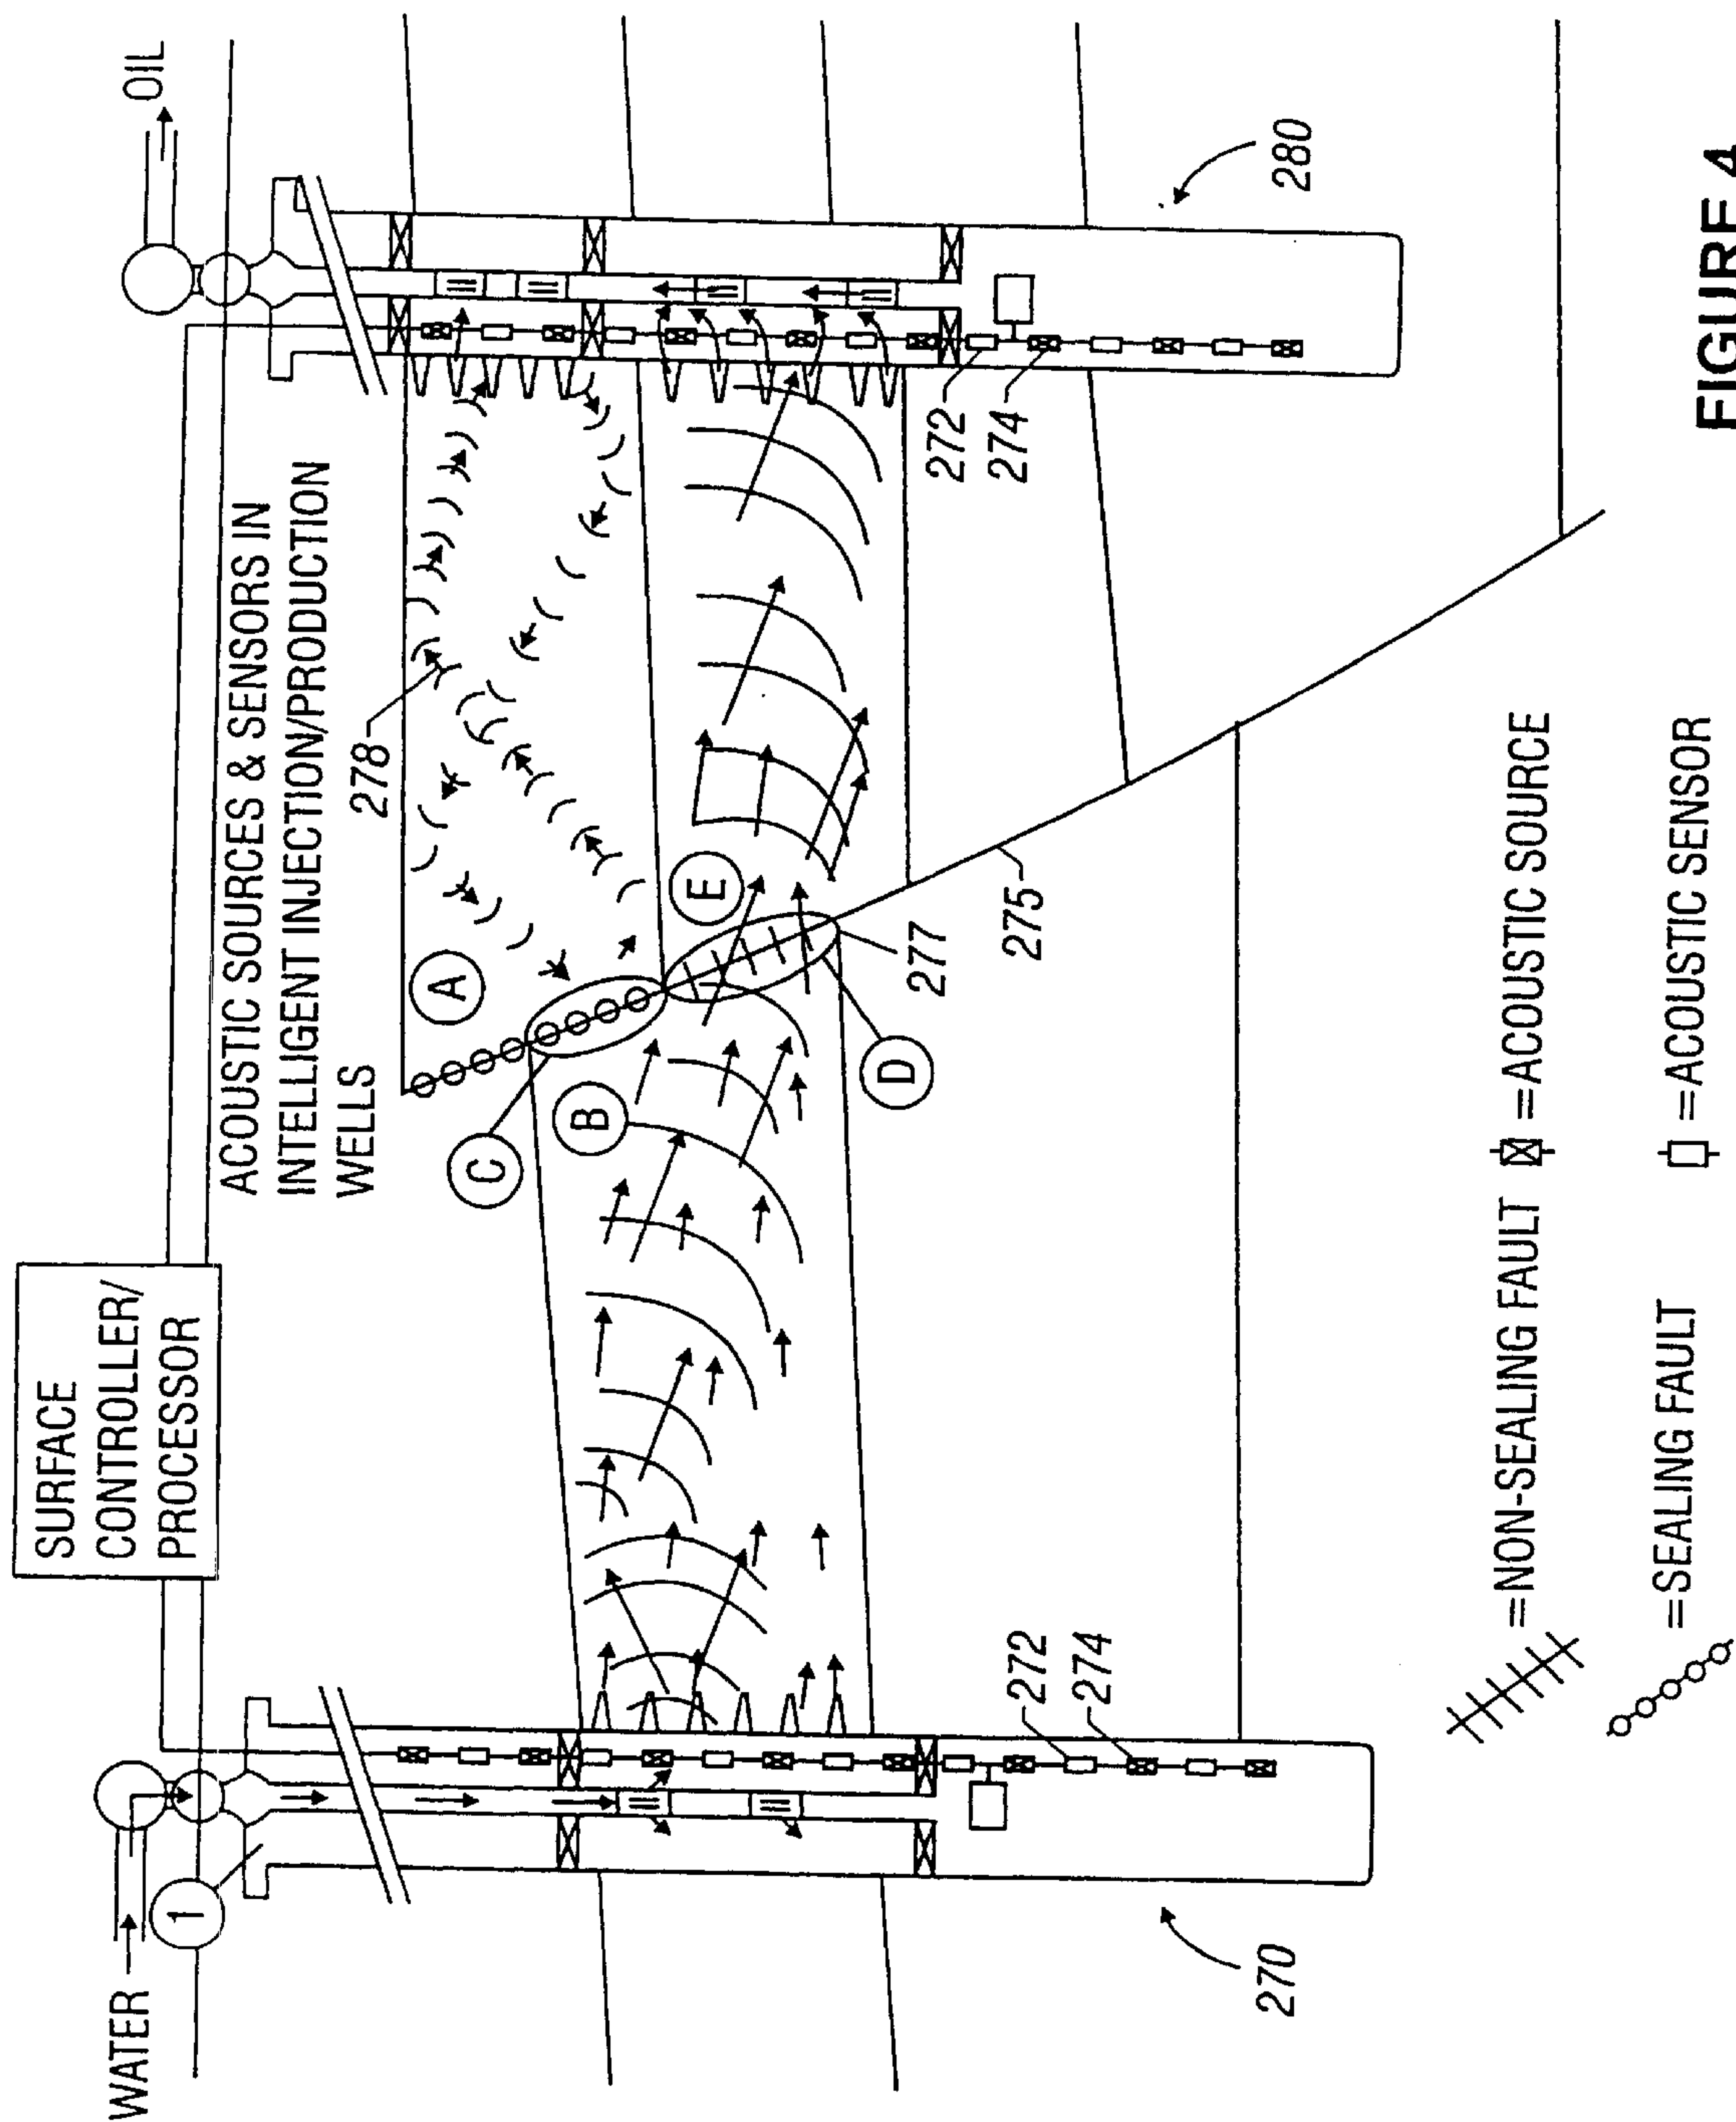 WATER
1
SURFACE
CONTROLLER/
PROCESSOR
OIL
ACOUSTIC SOURCES & SENSORS IN
INTELLIGENT INJECTION/PRODUCTION
WELLS
278
A
C
B
E
D
277
275
272
274
272
274
270
280
=NON-SEALING FAULT
=ACOUSTIC SOURCE
=SEALING FAULT
=ACOUSTIC SENSOR
FIGURE 4